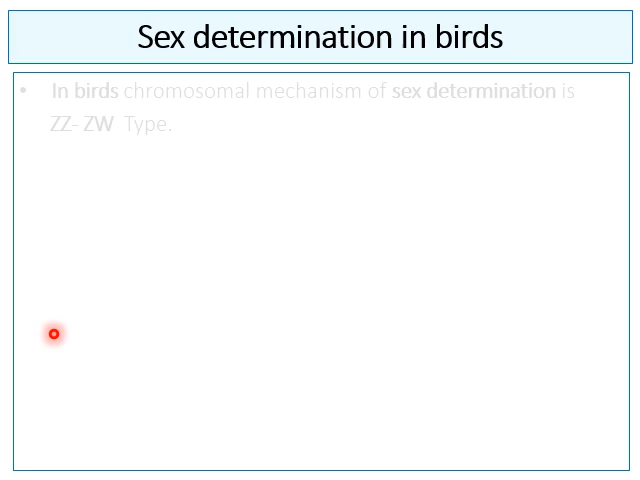 Sex determination in birds
• In birds chromosomal mechanism of sex determination is
ZZ- ZW Type.